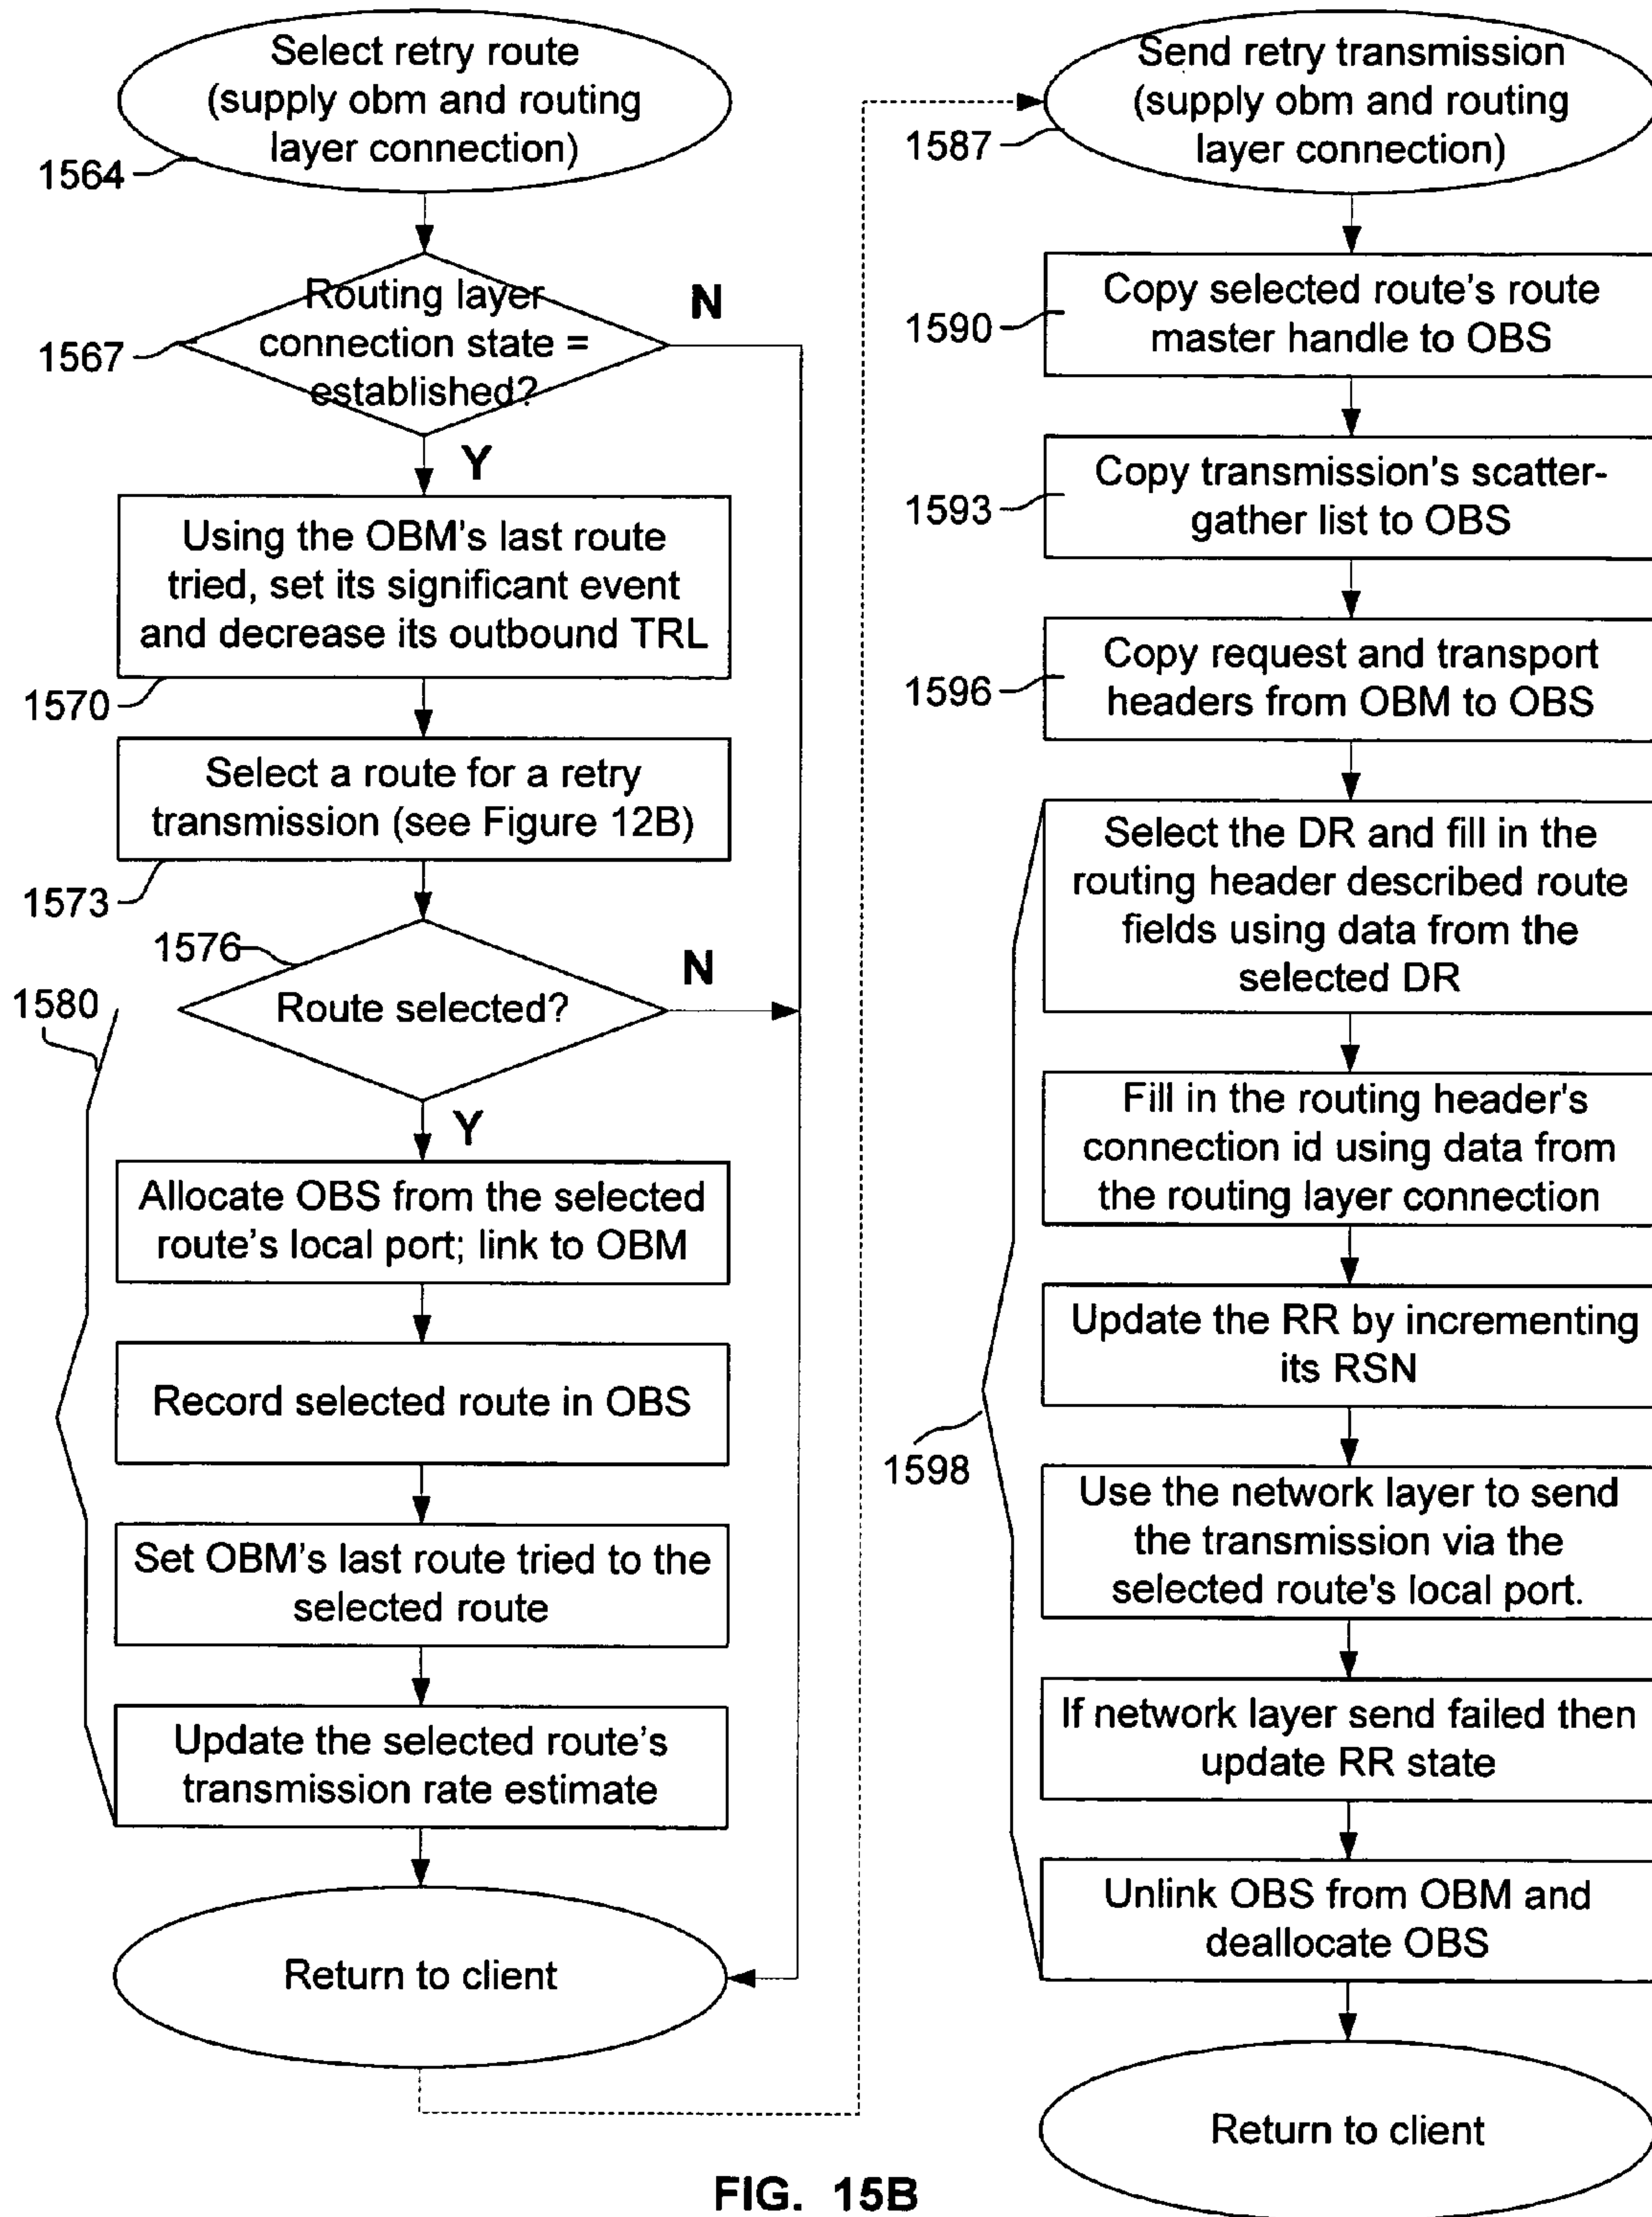 Select retry route
(supply obm and routing
layer connection)
1564
Routing layer
connection state =
established?
1567
N
Y
Using the OBM's last route
tried, set its significant event
and decrease its outbound TRL
1570
Select a route for a retry
transmission (see Figure 12B)
1573
1576
Route selected?
N
1580
Y
Allocate OBS from the selected
route's local port; link to OBM
Record selected route in OBS
Set OBM's last route tried to the
selected route
Update the selected route's
transmission rate estimate
Return to client
Send retry transmission
(supply obm and routing
layer connection)
1587
Copy selected route's route
master handle to OBS
1590
Copy transmission's scatter-
gather list to OBS
1593
Copy request and transport
headers from OBM to OBS
1596
Select the DR and fill in the
routing header described route
fields using data from the
selected DR
Fill in the routing header's
connection id using data from
the routing layer connection
Update the RR by incrementing
its RSN
1598
Use the network layer to send
the transmission via the
selected route's local port.
If network layer send failed then
update RR state
Unlink OBS from OBM and
deallocate OBS
Return to client
FIG. 15B